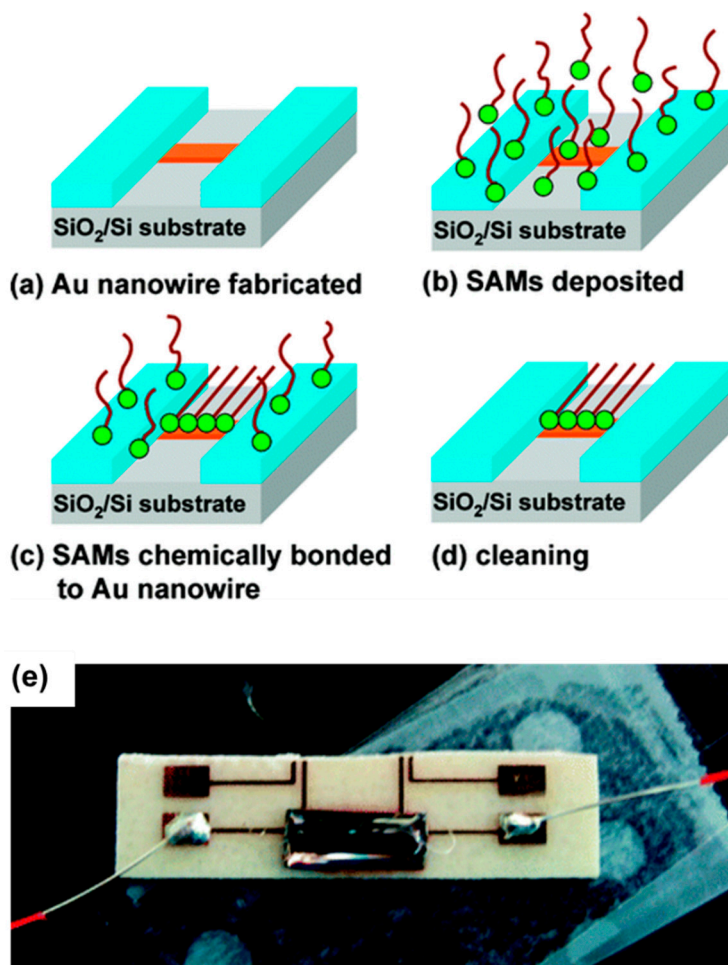 SiO₂/Si substrate
SiO₂/Si substrate
(a) Au nanowire fabricated
(b) SAMs deposited
SiO₂/Si substrate
SiO₂/Si substrate
(c) SAMs chemically bonded
to Au nanowire
(d) cleaning
(e)